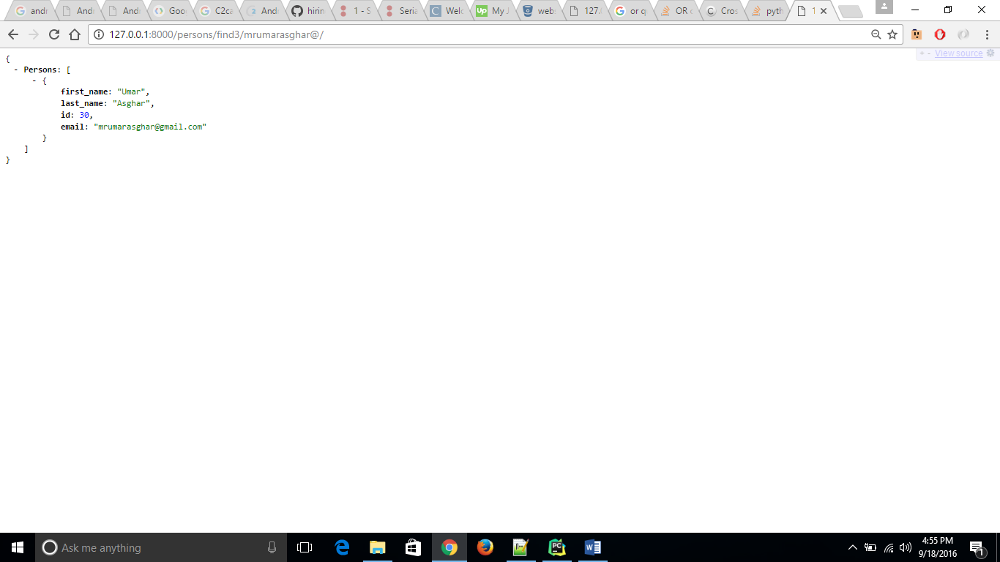 andr
Andr
Andr
Goo
C2ca
And
hirin
1 - S
Seria
Welc
My J
web
127.
or q
OR c
Cros
pyth
1
127.0.0.1:8000/persons/find3/mrumarasghar@/
+ - View source
{
- Persons: [
- {
first_name: "Umar",
last_name: "Asghar",
id: 30,
email: "mrumarasghar@gmail.com"
}
]
}
Ask me anything
4:55 PM
9/18/2016
1